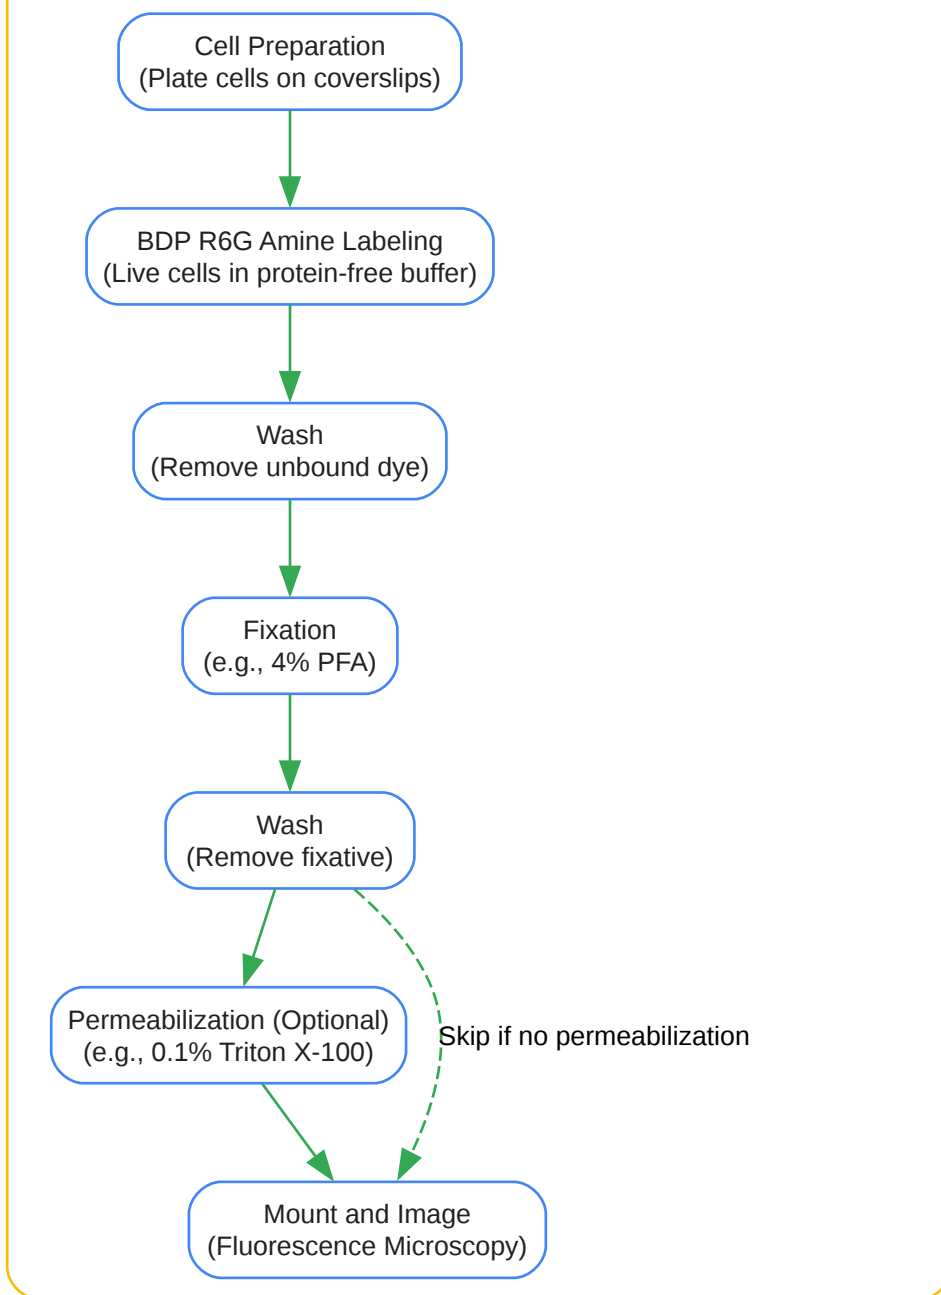 Cell Preparation
(Plate cells on coverslips)
BDP R6G Amine Labeling
(Live cells in protein-free buffer)
Wash
(Remove unbound dye)
Fixation
(e.g., 4% PFA)
Wash
(Remove fixative)
Permeabilization (Optional)
(e.g., 0.1% Triton X-100)
Skip if no permeabilization
Mount and Image
(Fluorescence Microscopy)